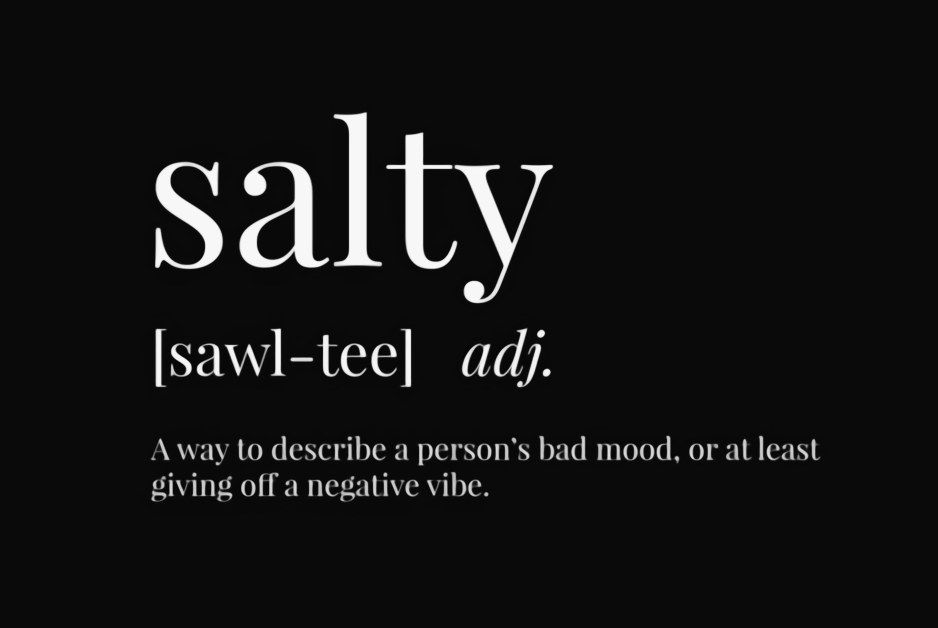 salty
[sawl-tee] adj.
A way to describe a person’s bad mood, or at least
giving off a negative vibe.